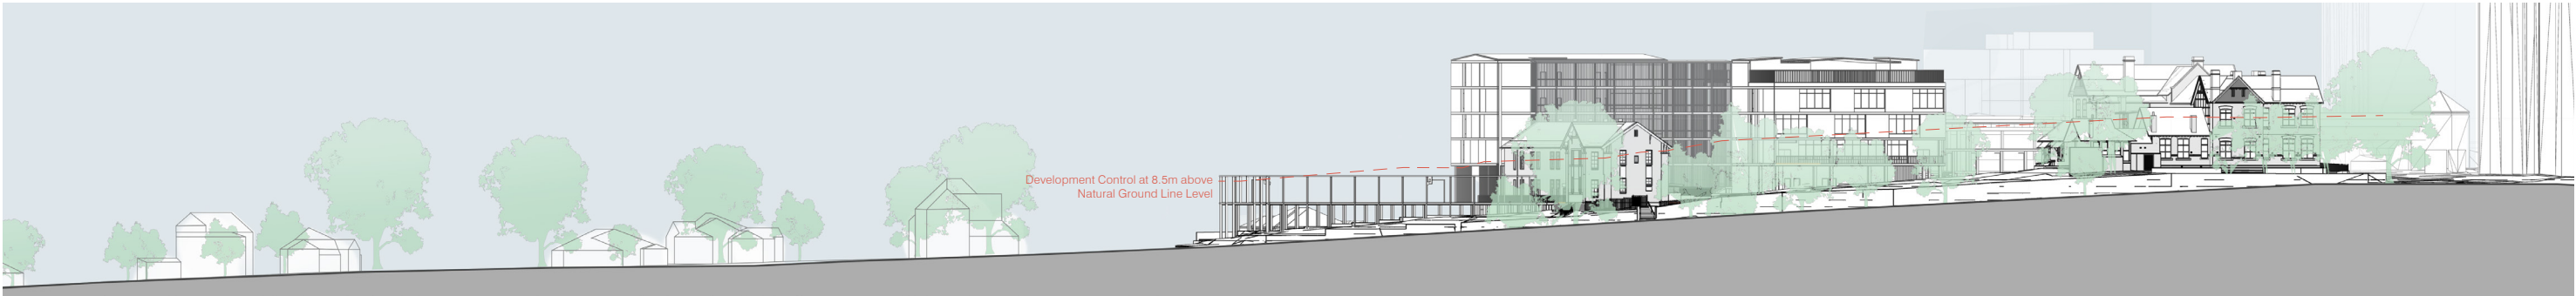 Development Control at 8.5m above
Natural Ground Line Level